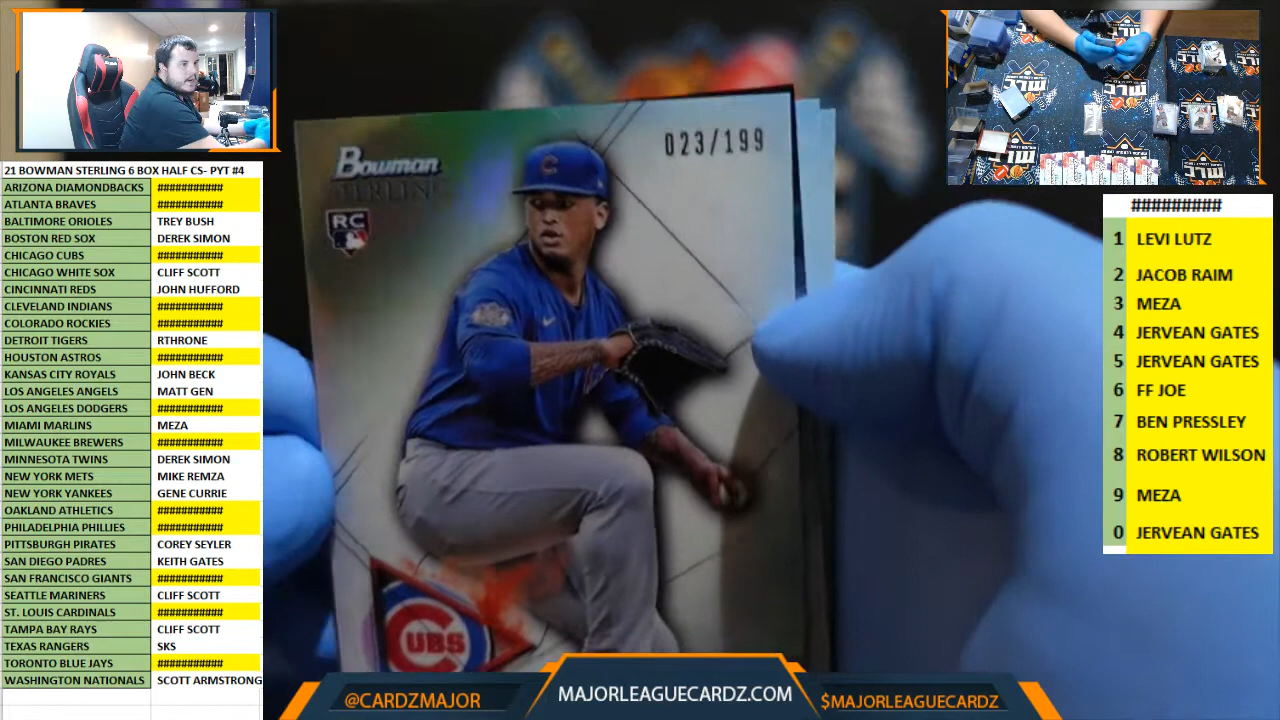 21 BOWMAN STERLING 6 BOX HALF CS- PYT #4
ARIZONA DIAMONDBACKS ###########
ATLANTA BRAVES ###########
BALTIMORE ORIOLES TREY BUSH
BOSTON RED SOX DEREK SIMON
CHICAGO CUBS ###########
CHICAGO WHITE SOX CLIFF SCOTT
CINCINNATI REDS JOHN HUFFORD
CLEVELAND INDIANS ###########
COLORADO ROCKIES ###########
DETROIT TIGERS RTHRONE
HOUSTON ASTROS ###########
KANSAS CITY ROYALS JOHN BECK
LOS ANGELES ANGELS MATT GEN
LOS ANGELES DODGERS ###########
MIAMI MARLINS MEZA
MILWAUKEE BREWERS ###########
MINNESOTA TWINS DEREK SIMON
NEW YORK METS MIKE REMZA
NEW YORK YANKEES GENE CURRIE
OAKLAND ATHLETICS ###########
PHILADELPHIA PHILLIES ###########
PITTSBURGH PIRATES COREY SEYLER
SAN DIEGO PADRES KEITH GATES
SAN FRANCISCO GIANTS ###########
SEATTLE MARINERS CLIFF SCOTT
ST. LOUIS CARDINALS ###########
TAMPA BAY RAYS CLIFF SCOTT
TEXAS RANGERS SKS
TORONTO BLUE JAYS ###########
WASHINGTON NATIONALS SCOTT ARMSTRONG
Bowman
STERLING
RC
023/199
CUBS
#########
1 LEVI LUTZ
2 JACOB RAIM
3 MEZA
4 JERVEAN GATES
5 JERVEAN GATES
6 FF JOE
7 BEN PRESSLEY
8 ROBERT WILSON
9 MEZA
0 JERVEAN GATES
@CARDZMAJOR
MAJORLEAGUECARDZ.COM
$MAJORLEAGUECARDZ